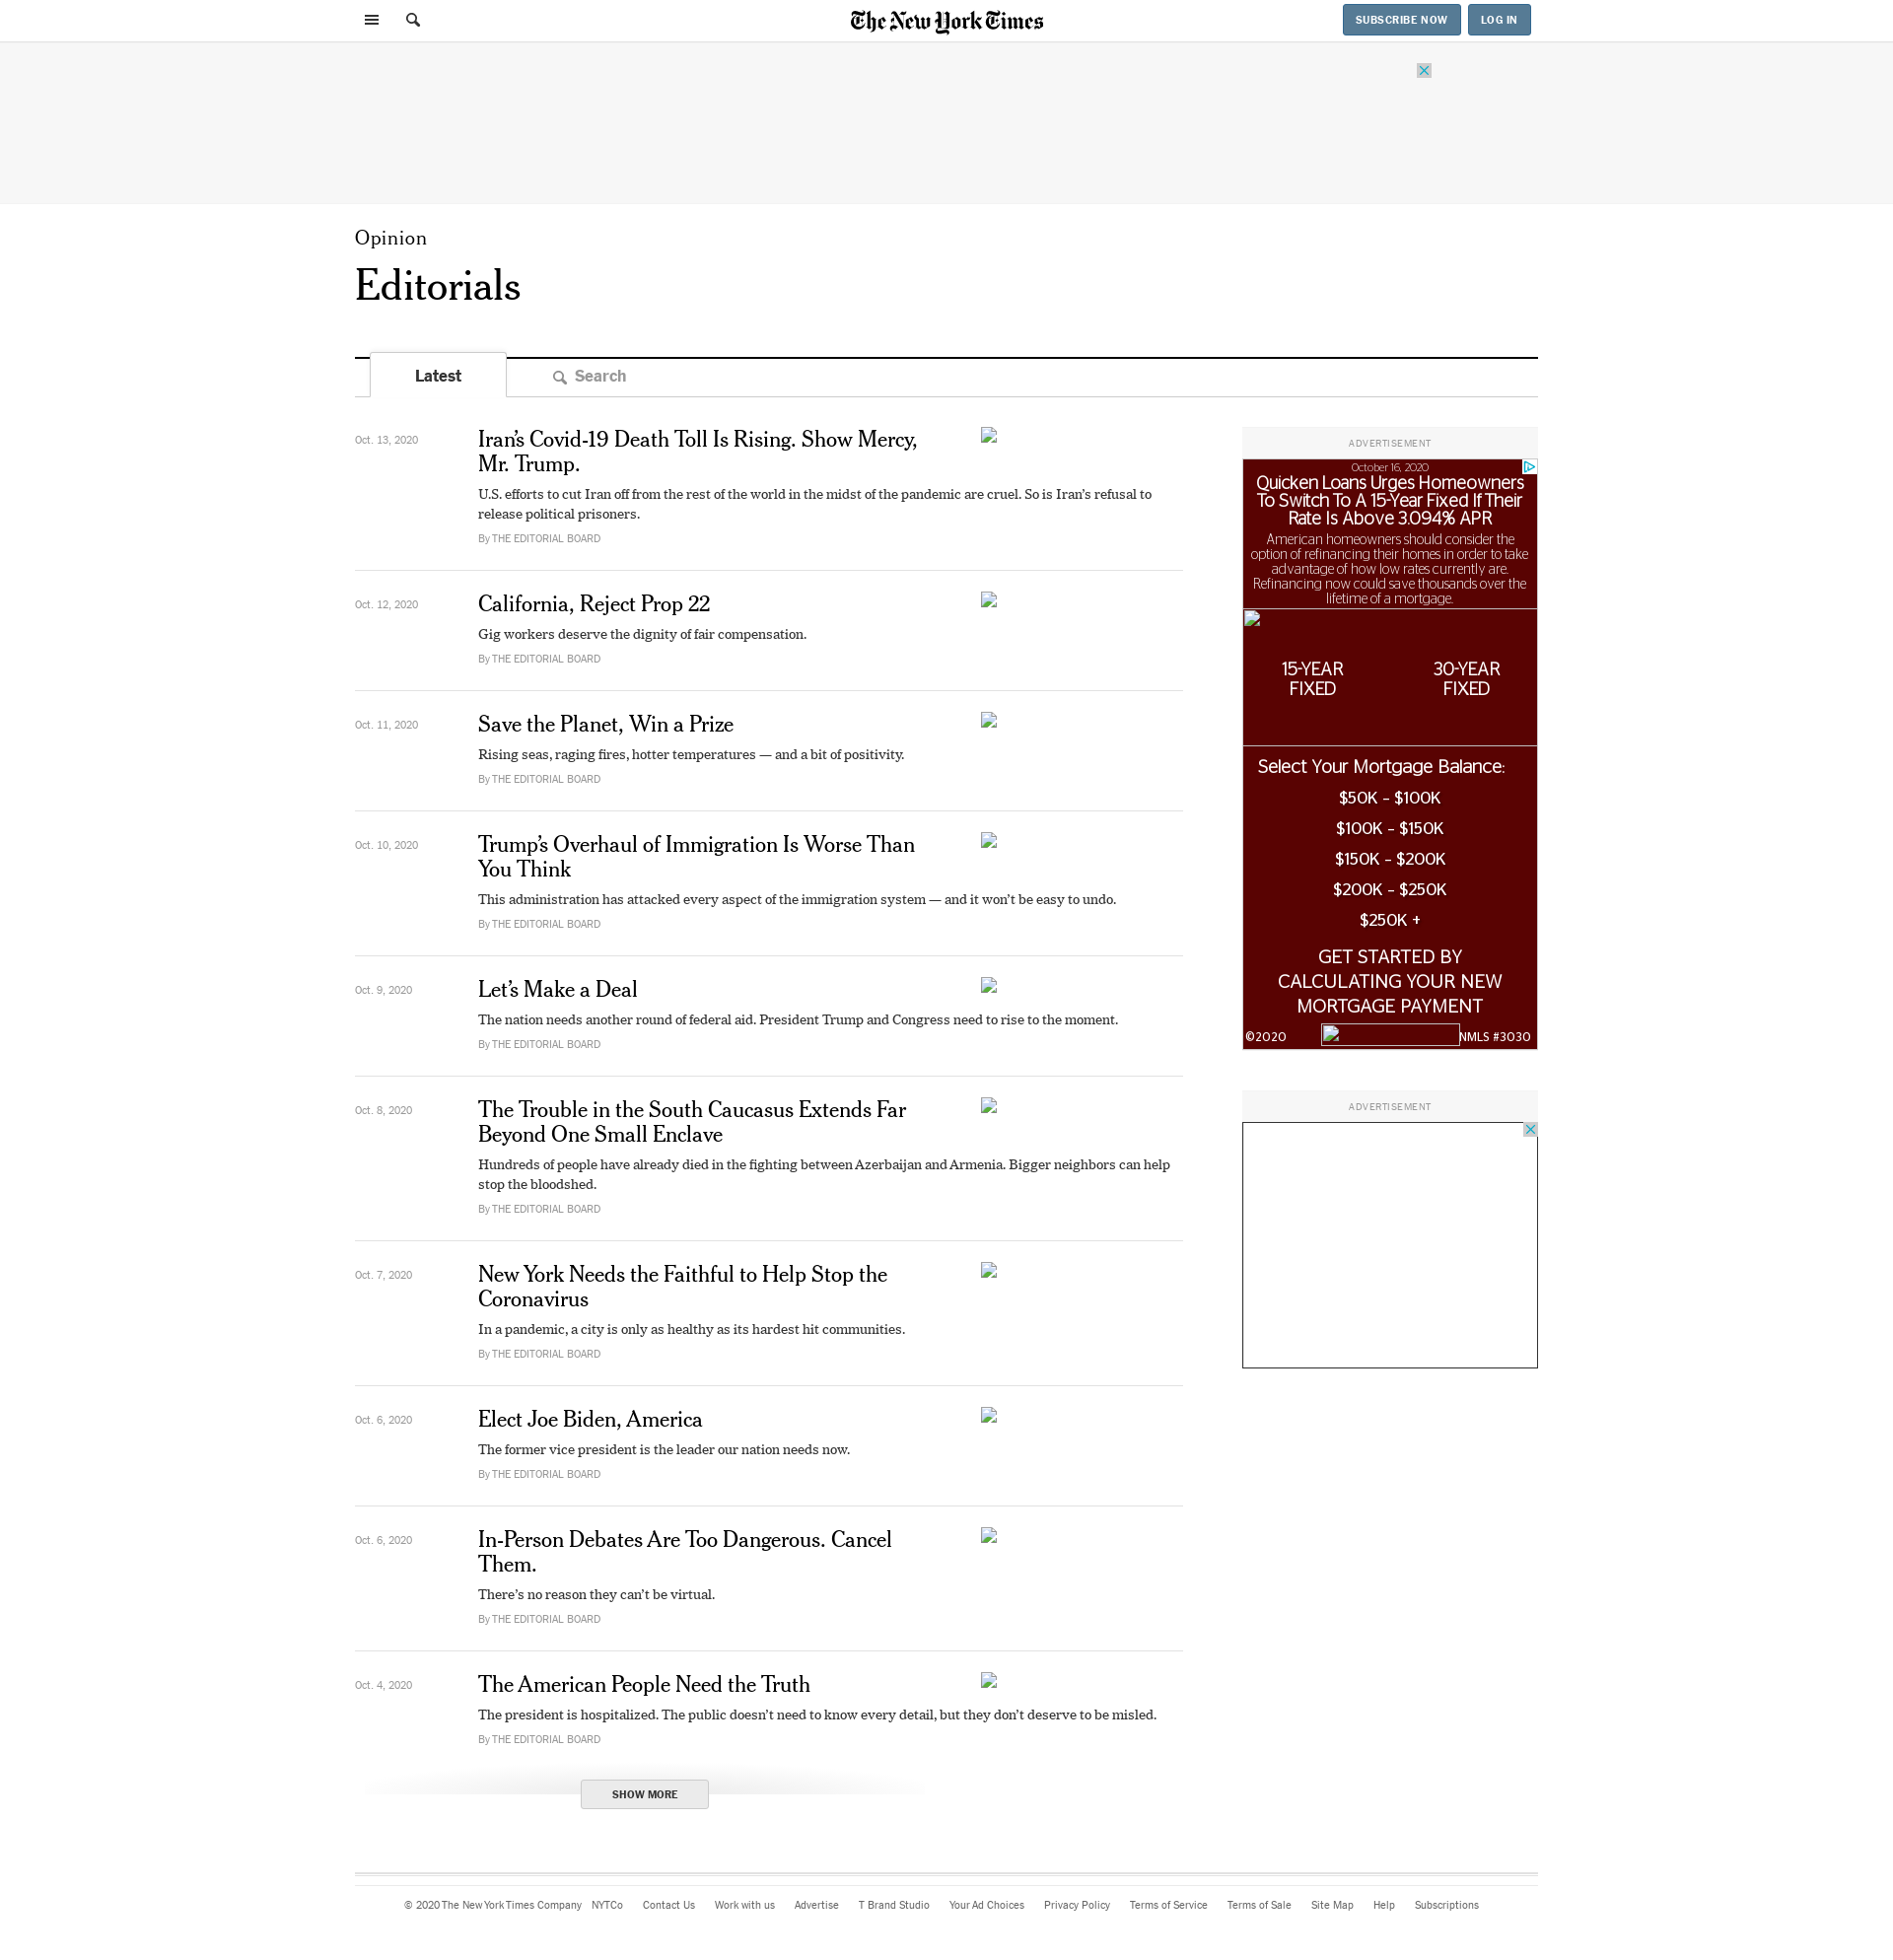 The New York Times
SUBSCRIBE NOW
LOG IN
Opinion
Editorials
Latest
Search
Oct. 13, 2020
Iran’s Covid-19 Death Toll Is Rising. Show Mercy,
Mr. Trump.
U.S. efforts to cut Iran off from the rest of the world in the midst of the pandemic are cruel. So is Iran’s refusal to
release political prisoners.
By THE EDITORIAL BOARD
Oct. 12, 2020
California, Reject Prop 22
Gig workers deserve the dignity of fair compensation.
By THE EDITORIAL BOARD
Oct. 11, 2020
Save the Planet, Win a Prize
Rising seas, raging fires, hotter temperatures — and a bit of positivity.
By THE EDITORIAL BOARD
Oct. 10, 2020
Trump’s Overhaul of Immigration Is Worse Than
You Think
This administration has attacked every aspect of the immigration system — and it won’t be easy to undo.
By THE EDITORIAL BOARD
Oct. 9, 2020
Let’s Make a Deal
The nation needs another round of federal aid. President Trump and Congress need to rise to the moment.
By THE EDITORIAL BOARD
Oct. 8, 2020
The Trouble in the South Caucasus Extends Far
Beyond One Small Enclave
Hundreds of people have already died in the fighting between Azerbaijan and Armenia. Bigger neighbors can help
stop the bloodshed.
By THE EDITORIAL BOARD
Oct. 7, 2020
New York Needs the Faithful to Help Stop the
Coronavirus
In a pandemic, a city is only as healthy as its hardest hit communities.
By THE EDITORIAL BOARD
Oct. 6, 2020
Elect Joe Biden, America
The former vice president is the leader our nation needs now.
By THE EDITORIAL BOARD
Oct. 6, 2020
In-Person Debates Are Too Dangerous. Cancel
Them.
There’s no reason they can’t be virtual.
By THE EDITORIAL BOARD
Oct. 4, 2020
The American People Need the Truth
The president is hospitalized. The public doesn’t need to know every detail, but they don’t deserve to be misled.
By THE EDITORIAL BOARD
SHOW MORE
ADVERTISEMENT
October 16, 2020
Quicken Loans Urges Homeowners
To Switch To A 15-Year Fixed If Their
Rate Is Above 3.094% APR
American homeowners should consider the
option of refinancing their homes in order to take
advantage of how low rates currently are.
Refinancing now could save thousands over the
lifetime of a mortgage.
15-YEAR
FIXED
30-YEAR
FIXED
Select Your Mortgage Balance:
$50K - $100K
$100K - $150K
$150K - $200K
$200K - $250K
$250K +
GET STARTED BY
CALCULATING YOUR NEW
MORTGAGE PAYMENT
©2020
NMLS #3030
ADVERTISEMENT
© 2020 The New York Times Company NYTCo Contact Us Work with us Advertise T Brand Studio Your Ad Choices Privacy Policy Terms of Service Terms of Sale Site Map Help Subscriptions